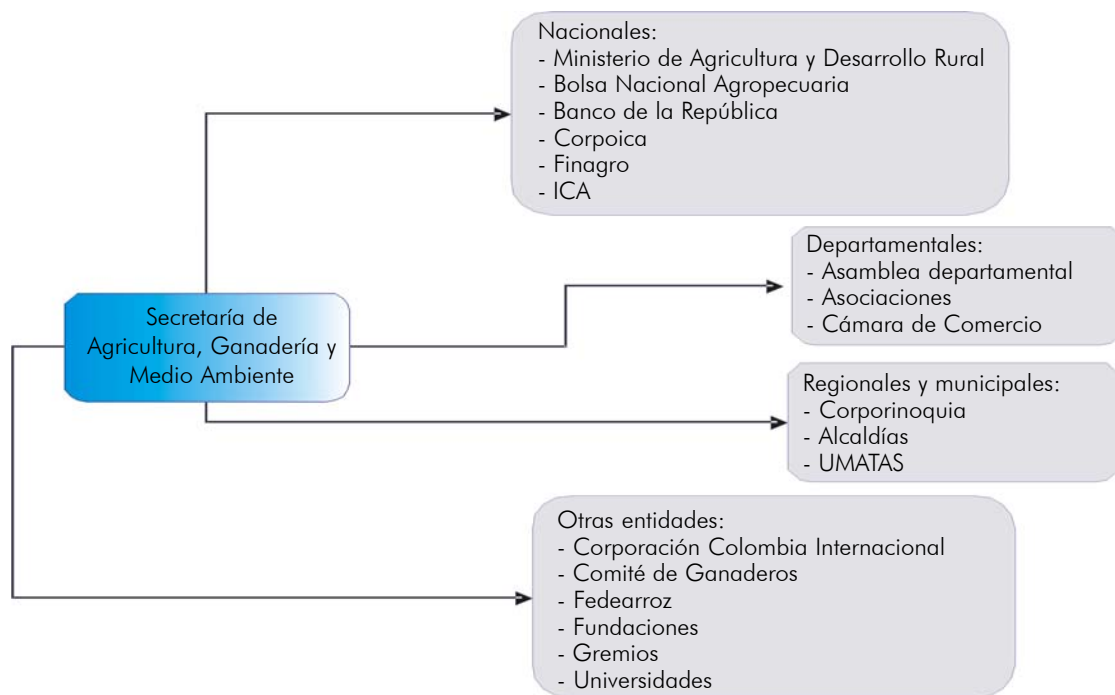 Nacionales:
- Ministerio de Agricultura y Desarrollo Rural
- Bolsa Nacional Agropecuaria
- Banco de la República
- Corpoica
- Finagro
- ICA
Departamentales:
- Asamblea departamental
- Asociaciones
- Cámara de Comercio
Secretaría de
Agricultura, Ganadería y
Medio Ambiente
Regionales y municipales:
- Corporinoquia
- Alcaldías
- UMATAS
Otras entidades:
- Corporación Colombia Internacional
- Comité de Ganaderos
- Fedearroz
- Fundaciones
- Gremios
- Universidades